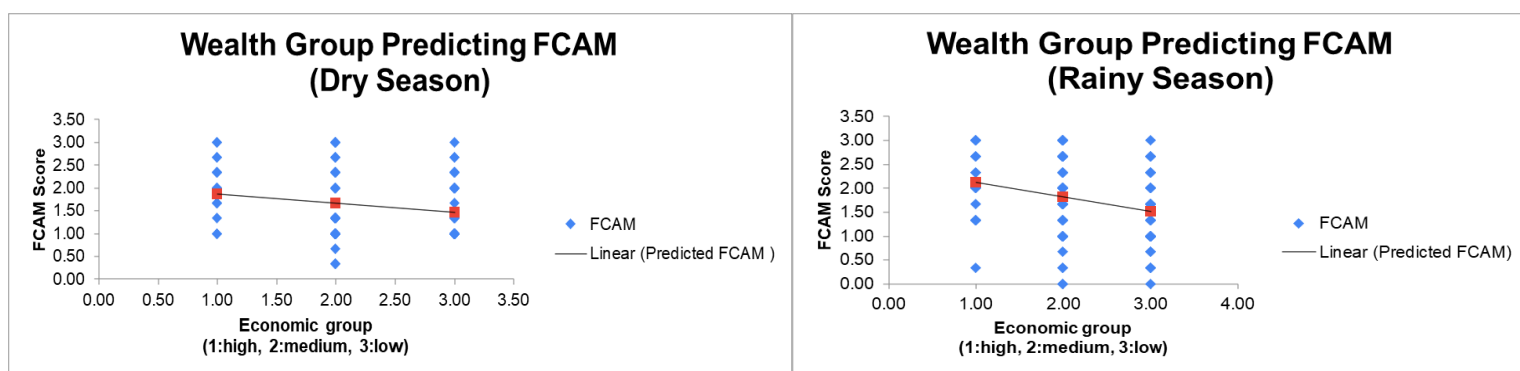 Wealth Group Predicting FCAM
(Dry Season)
3.50
3.00
2.50
2.00
1.50
1.00
0.50
0.00
FCAM Score
0.00 0.50 1.00 1.50 2.00 2.50 3.00 3.50
Economic group
(1:high, 2:medium, 3:low)
FCAM
Linear (Predicted FCAM )
Wealth Group Predicting FCAM
(Rainy Season)
3.50
3.00
2.50
2.00
1.50
1.00
0.50
0.00
FCAM Score
0.00 1.00 2.00 3.00 4.00
Economic group
(1:high, 2:medium, 3:low)
FCAM
Linear (Predicted FCAM)